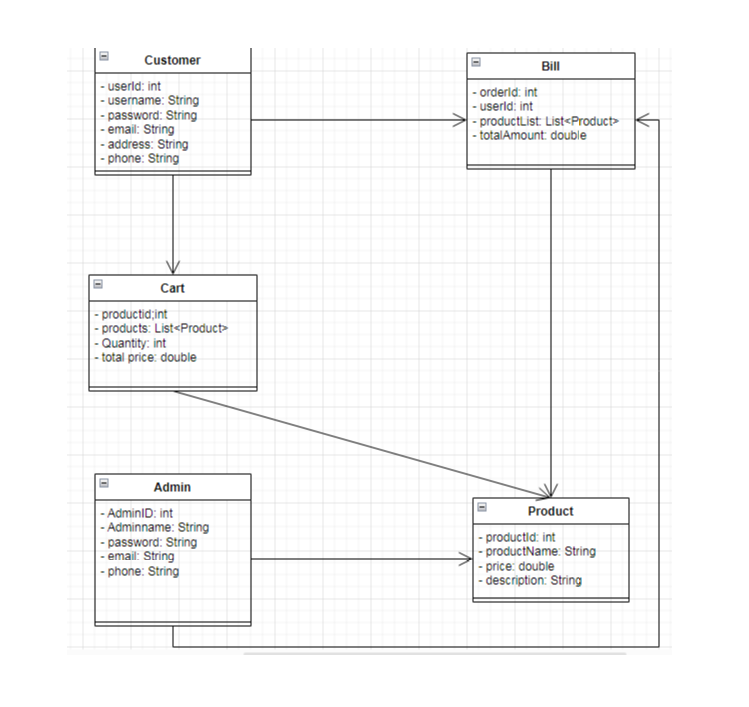 Customer
- userId: int
- username: String
- password: String
- email: String
- address: String
- phone: String
Bill
- orderId: int
- userId: int
- productList: List<Product>
- totalAmount: double
Cart
- productid;int
- products: List<Product>
- Quantity: int
- total price: double
Admin
- AdminID: int
- Adminname: String
- password: String
- email: String
- phone: String
Product
- productId: int
- productName: String
- price: double
- description: String